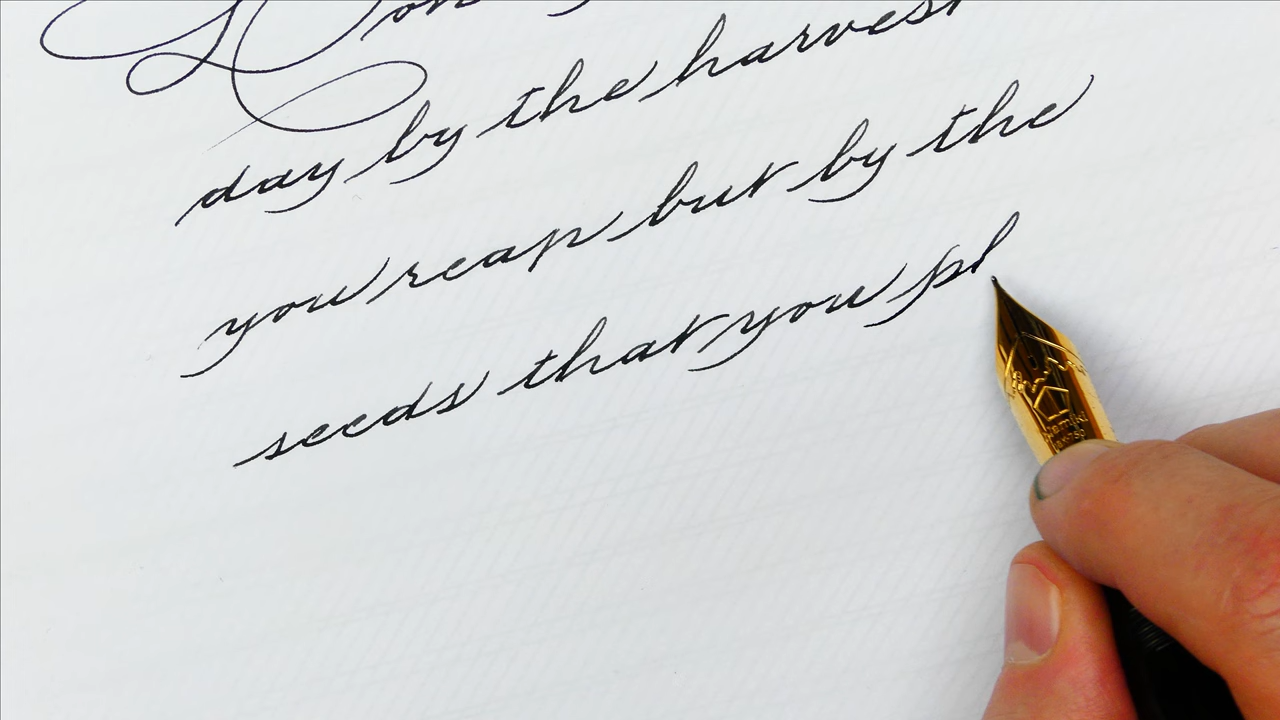 day by the harvest
you reap but by the
seeds that you pl